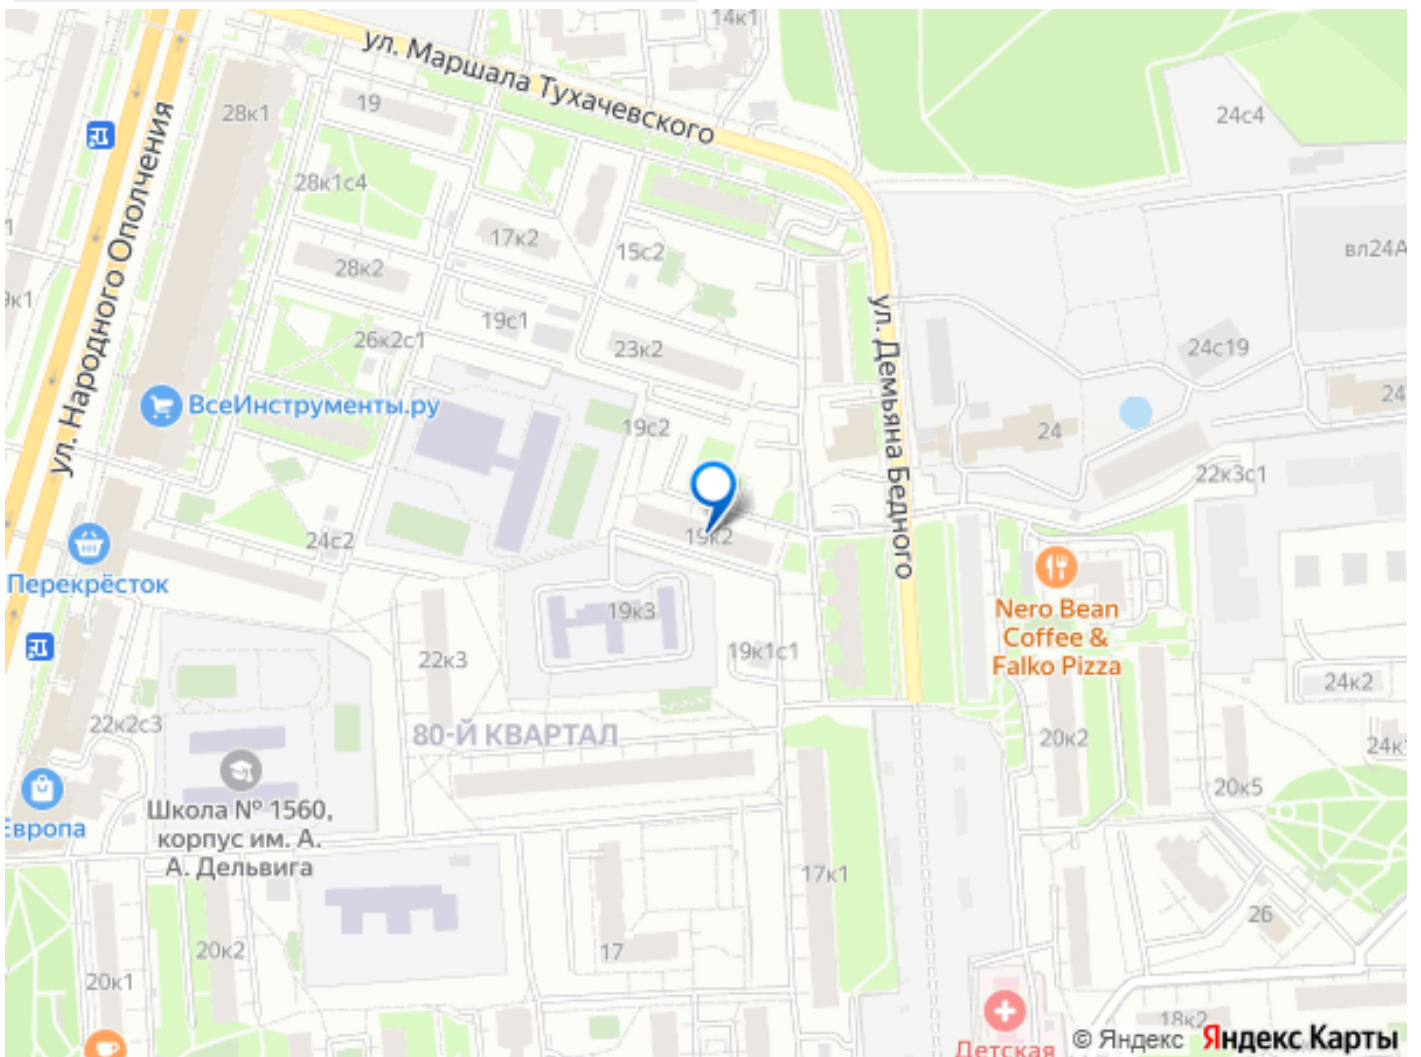 14к1
ул. Маршала Тухачевского
19
28к1
24с4
ул. Народного Ополчения
28к1с4
17к2
15с2
вл24А
28к2
9к1
ул. Демьяна Бедного
19с1
26к2с1
23к2
24с19
24
ВсеИнструменты.ру
19с2
24
22к3с1
24с2
19к2
Перекрёсток
Nero Bean
Coffee &
Falko Pizza
19к3
22к3
19к1с1
24к2
22к2с3
80-Й КВАРТАЛ
20к2
24к1
20к5
Школа № 1560,
корпус им. А.
А. Дельвига
Европа
17к1
26
20к2
17
20к1
18к2
Детская
© Яндекс Яндекс Карты